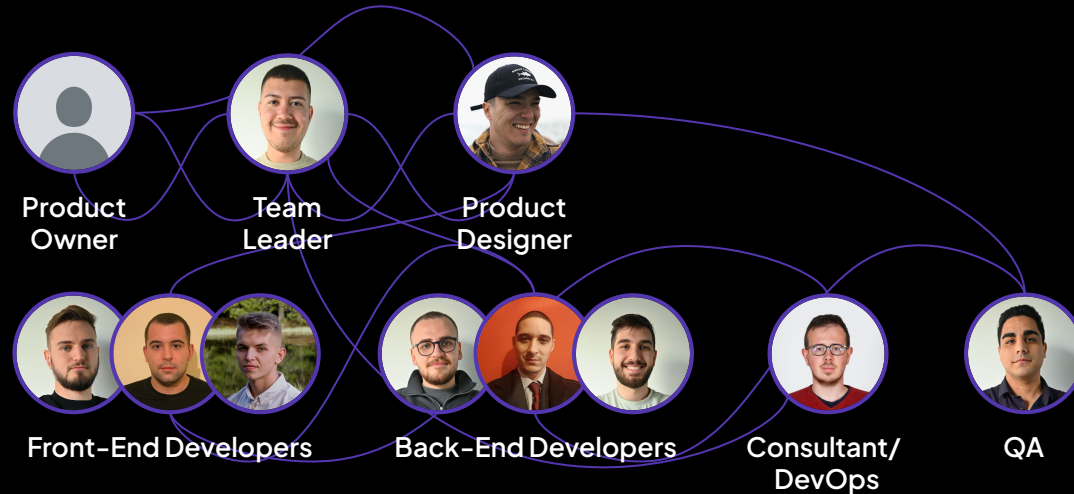 Product
Owner
Team
Leader
Product
Designer
Front-End Developers
Back-End Developers
Consultant/
DevOps
QA